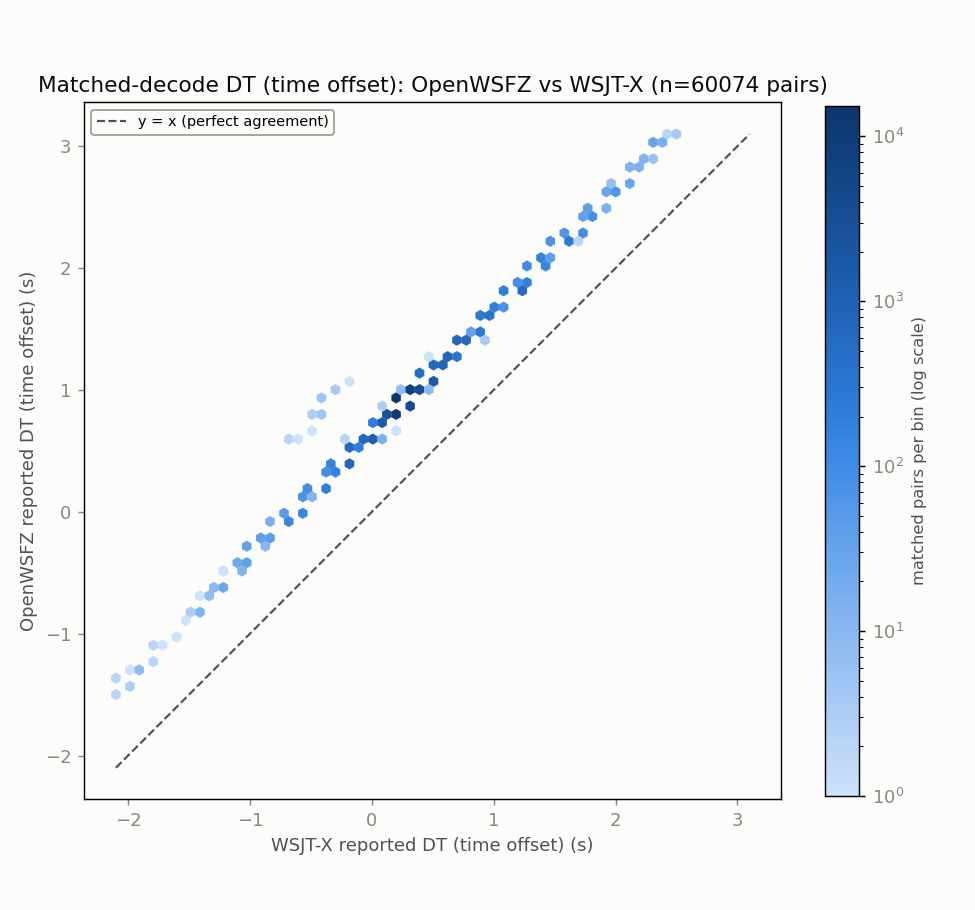 Matched-decode DT (time offset): OpenWSFZ vs WSJT-X (n=60074 pairs)
y = x (perfect agreement)
OpenWSFZ reported DT (time offset) (s)
3
2
1
0
−1
−2
−2 −1 0 1 2 3
WSJT-X reported DT (time offset) (s)
10⁴
10³
10²
10¹
10⁰
matched pairs per bin (log scale)